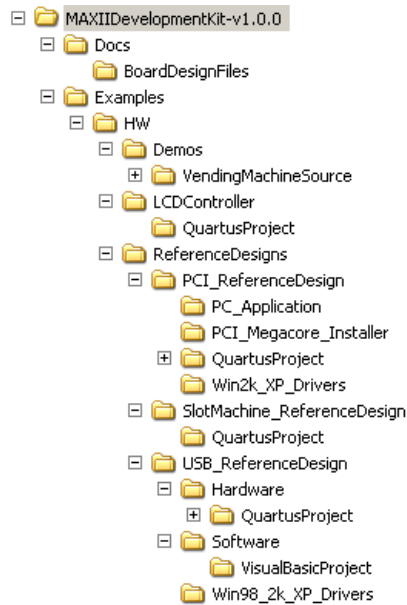 MAXIIDevelopmentKit-v1.0.0
Docs
BoardDesignFiles
Examples
HW
Demos
VendingMachineSource
LCDController
QuartusProject
ReferenceDesigns
PCI_ReferenceDesign
PC_Application
PCI_Megacore_Installer
QuartusProject
Win2k_XP_Drivers
SlotMachine_ReferenceDesign
QuartusProject
USB_ReferenceDesign
Hardware
QuartusProject
Software
VisualBasicProject
Win98_2k_XP_Drivers